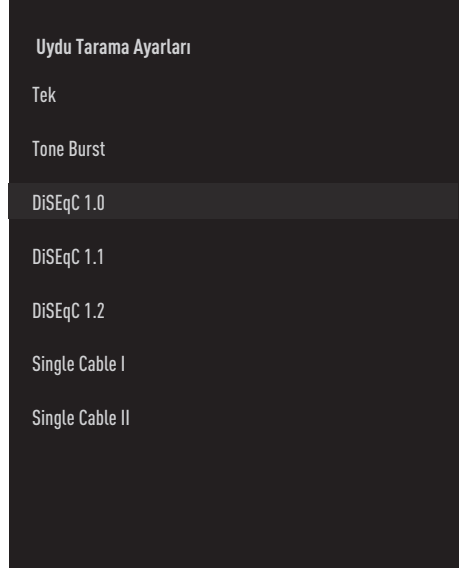 Uydu Tarama Ayarları
Tek
Tone Burst
DiSEqC 1.0
DiSEqC 1.1
DiSEqC 1.2
Single Cable I
Single Cable II